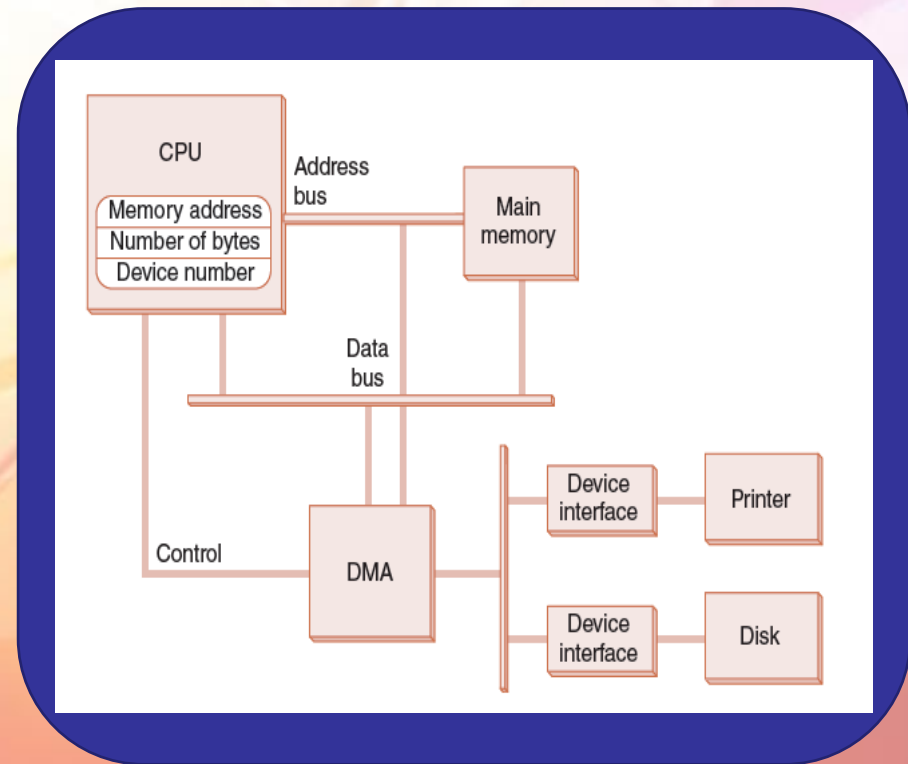 CPU
Memory address
Number of bytes
Device number
Address
bus
Main
memory
Data
bus
Control
DMA
Device
interface
Printer
Device
interface
Disk